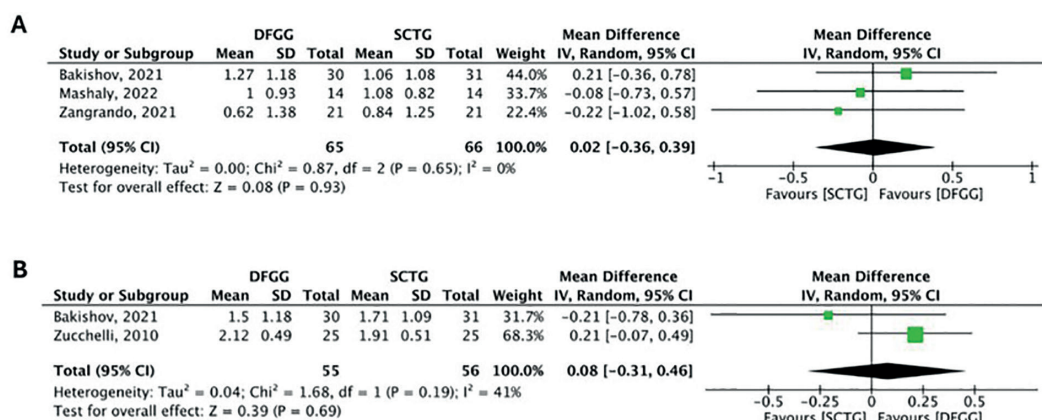 A
DFGG SCTG Mean Difference Mean Difference
Study or Subgroup Mean SD Total Mean SD Total Weight IV, Random, 95% CI IV, Random, 95% CI
Bakishov, 2021 1.27 1.18 30 1.06 1.08 31 44.0% 0.21 [−0.36, 0.78]
Mashaly, 2022 1 0.93 14 1.08 0.82 14 33.7% −0.08 [−0.73, 0.57]
Zangrando, 2021 0.62 1.38 21 0.84 1.25 21 22.4% −0.22 [−1.02, 0.58]
Total (95% CI) 65 66 100.0% 0.02 [−0.36, 0.39]
Heterogeneity: Tau² = 0.00; Chi² = 0.87, df = 2 (P = 0.65); I² = 0%
Test for overall effect: Z = 0.08 (P = 0.93)
−1 −0.5 0 0.5 1
Favours [SCTG] Favours [DFGG]
B
DFGG SCTG Mean Difference Mean Difference
Study or Subgroup Mean SD Total Mean SD Total Weight IV, Random, 95% CI IV, Random, 95% CI
Bakishov, 2021 1.5 1.18 30 1.71 1.09 31 31.7% −0.21 [−0.78, 0.36]
Zucchelli, 2010 2.12 0.49 25 1.91 0.51 25 68.3% 0.21 [−0.07, 0.49]
Total (95% CI) 55 56 100.0% 0.08 [−0.31, 0.46]
Heterogeneity: Tau² = 0.04; Chi² = 1.68, df = 1 (P = 0.19); I² = 41%
Test for overall effect: Z = 0.39 (P = 0.69)
−0.5 −0.25 0 0.25 0.5
Favours [SCTG] Favours [DFGG]